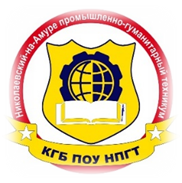 Николаевский-на-Амуре промышленно-гуманитарный техникум
КГБ ПОУ НПГТ